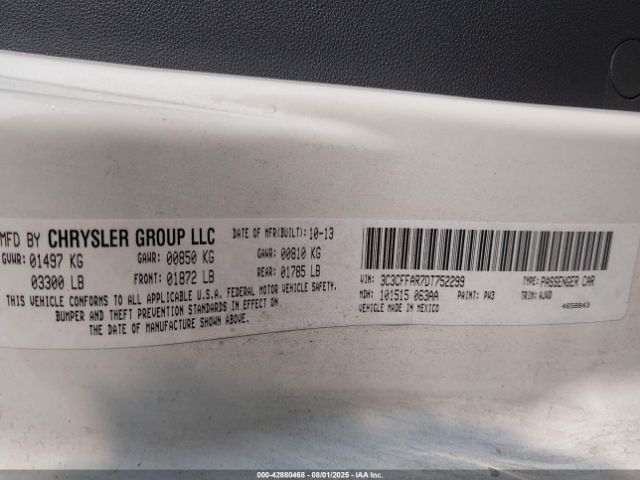 MFD BY CHRYSLER GROUP LLC DATE OF MFR(BUILT): 10-13
GVWR: 01497 KG GAWR: 00850 KG GAWR: 00810 KG
03300 LB FRONT: 01872 LB REAR: 01785 LB
THIS VEHICLE CONFORMS TO ALL APPLICABLE U.S.A. FEDERAL MOTOR VEHICLE SAFETY,
BUMPER AND THEFT PREVENTION STANDARDS IN EFFECT ON
THE DATE OF MANUFACTURE SHOWN ABOVE.
VIN: 3C3CFFAR7DT752299 TYPE: PASSENGER CAR
MDH: 101515 063AA PAINT: PW3 TRIM:
VEHICLE MADE IN MEXICO 4658943
000-42880468 - 08/01/2025 - © IAA Inc.